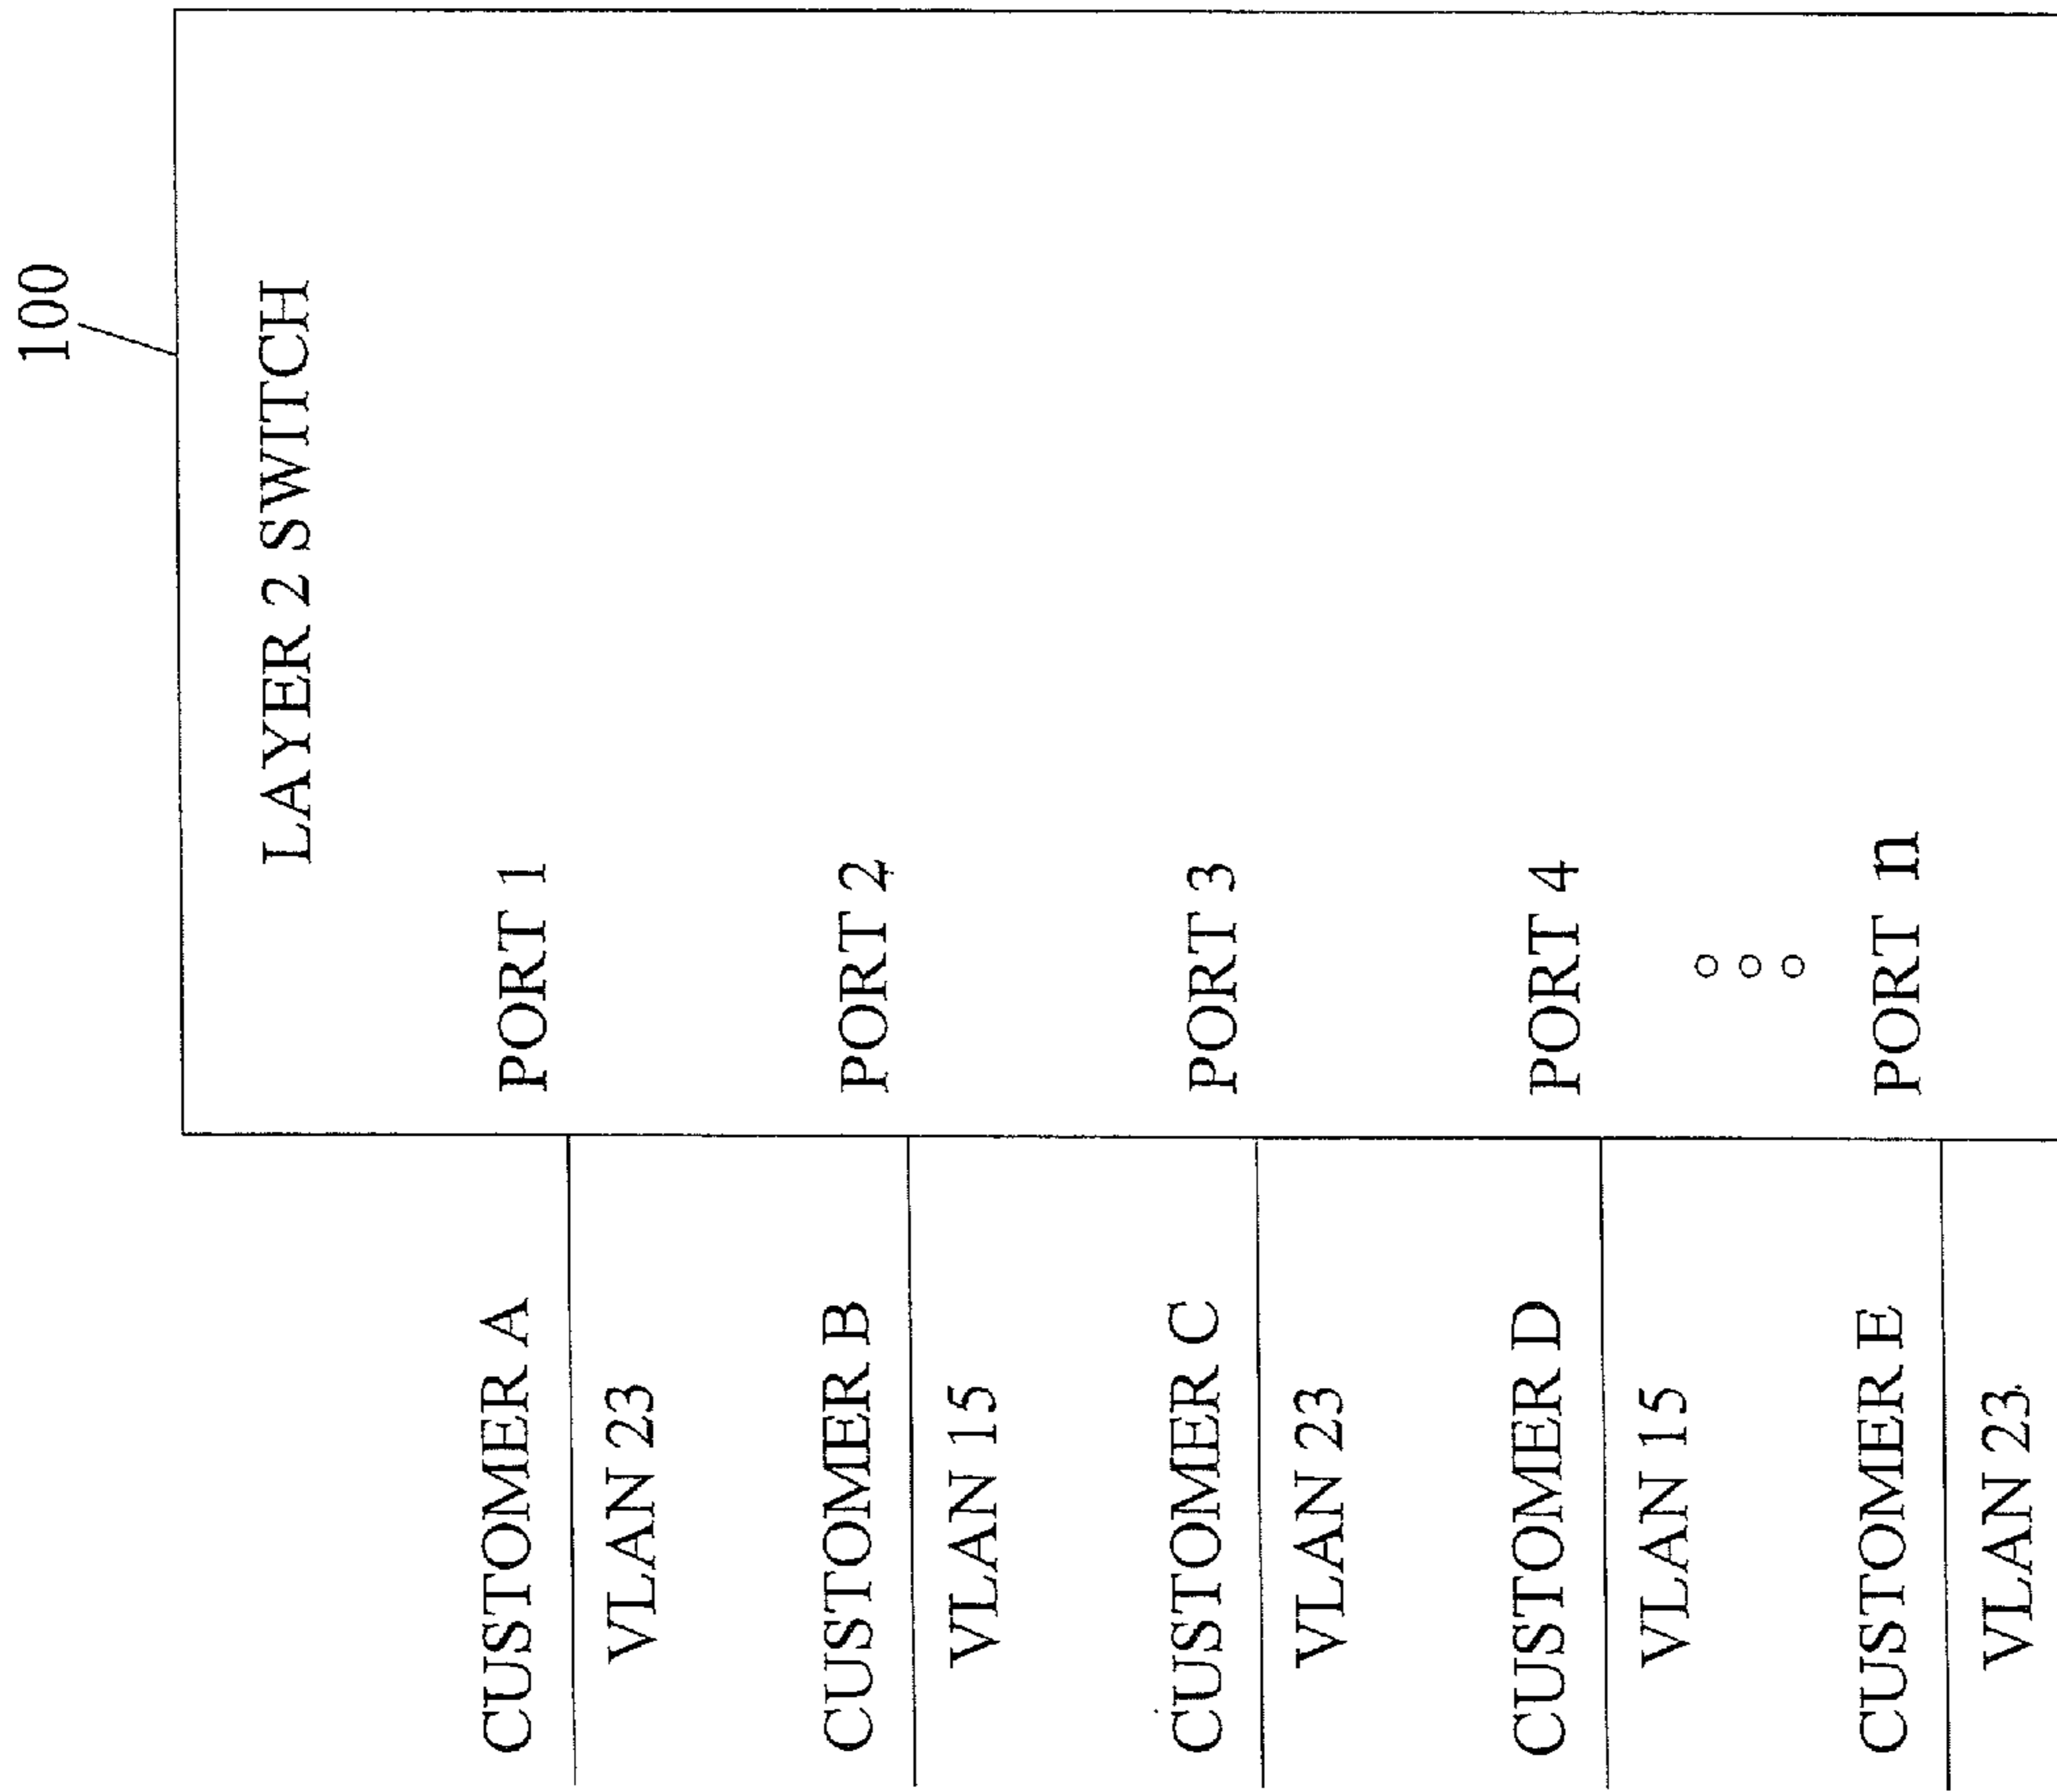 100
LAYER 2 SWITCH
CUSTOMER A
PORT 1
VLAN 23
CUSTOMER B
PORT 2
VLAN 15
CUSTOMER C
PORT 3
VLAN 23
CUSTOMER D
PORT 4
VLAN 15
CUSTOMER E
PORT n
VLAN 23